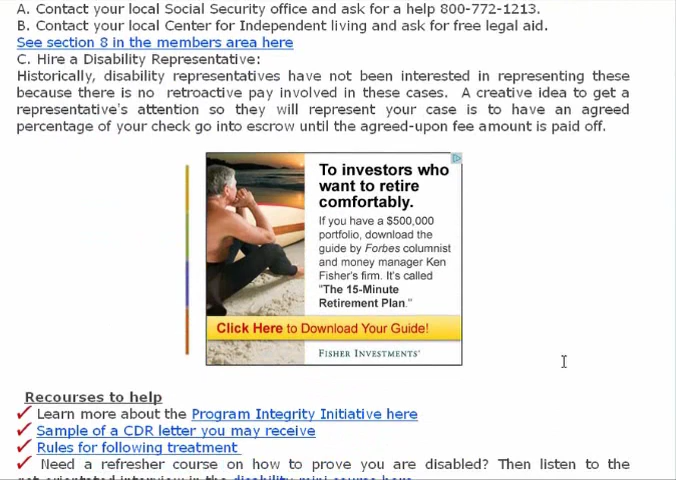 A. Contact your local Social Security office and ask for a help 800-772-1213.
B. Contact your local Center for Independent living and ask for free legal aid.
See section 8 in the members area here
C. Hire a Disability Representative:
Historically, disability representatives have not been interested in representing these
because there is no retroactive pay involved in these cases. A creative idea to get a
representative's attention so they will represent your case is to have an agreed
percentage of your check go into escrow until the agreed-upon fee amount is paid off.
To investors who
want to retire
comfortably.
If you have a $500,000
portfolio, download the
guide by Forbes columnist
and money manager Ken
Fisher's firm. It's called
"The 15-Minute
Retirement Plan."
Click Here to Download Your Guide!
FISHER INVESTMENTS
Recourses to help
Learn more about the Program Integrity Initiative here
Sample of a CDR letter you may receive
Rules for following treatment
Need a refresher course on how to prove you are disabled? Then listen to the
interview in the disability mini course here